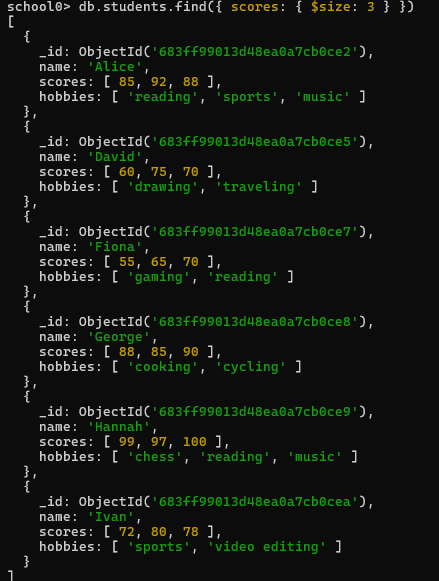 school0> db.students.find({ scores: { $size: 3 } })
[
  {
    _id: ObjectId('683ff99013d48ea0a7cb0ce2'),
    name: 'Alice',
    scores: [ 85, 92, 88 ],
    hobbies: [ 'reading', 'sports', 'music' ]
  },
  {
    _id: ObjectId('683ff99013d48ea0a7cb0ce5'),
    name: 'David',
    scores: [ 60, 75, 70 ],
    hobbies: [ 'drawing', 'traveling' ]
  },
  {
    _id: ObjectId('683ff99013d48ea0a7cb0ce7'),
    name: 'Fiona',
    scores: [ 55, 65, 70 ],
    hobbies: [ 'gaming', 'reading' ]
  },
  {
    _id: ObjectId('683ff99013d48ea0a7cb0ce8'),
    name: 'George',
    scores: [ 88, 85, 90 ],
    hobbies: [ 'cooking', 'cycling' ]
  },
  {
    _id: ObjectId('683ff99013d48ea0a7cb0ce9'),
    name: 'Hannah',
    scores: [ 99, 97, 100 ],
    hobbies: [ 'chess', 'reading', 'music' ]
  },
  {
    _id: ObjectId('683ff99013d48ea0a7cb0cea'),
    name: 'Ivan',
    scores: [ 72, 80, 78 ],
    hobbies: [ 'sports', 'video editing' ]
  }
]